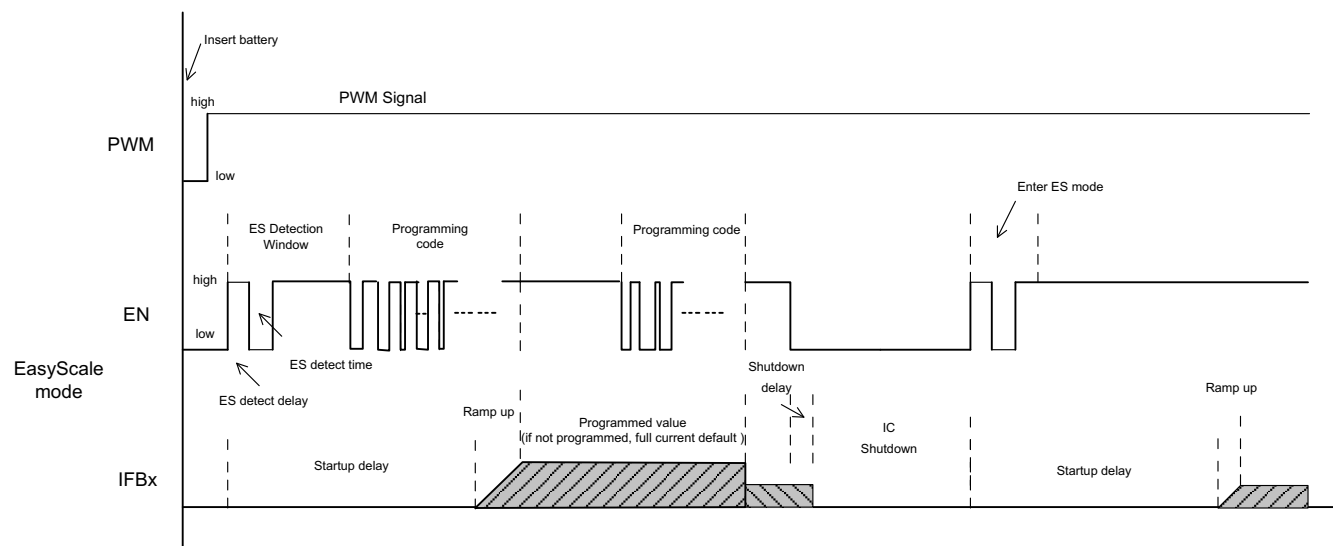 Insert battery
high
PWM Signal
PWM
low
Enter ES mode
ES Detection
Window
Programming
code
Programming code
high
EN
low
EasyScale
mode
ES detect time
ES detect delay
Shutdown
delay
Ramp up
Programmed value
(if not programmed, full current default )
IC
Shutdown
Ramp up
Startup delay
Startup delay
IFBx